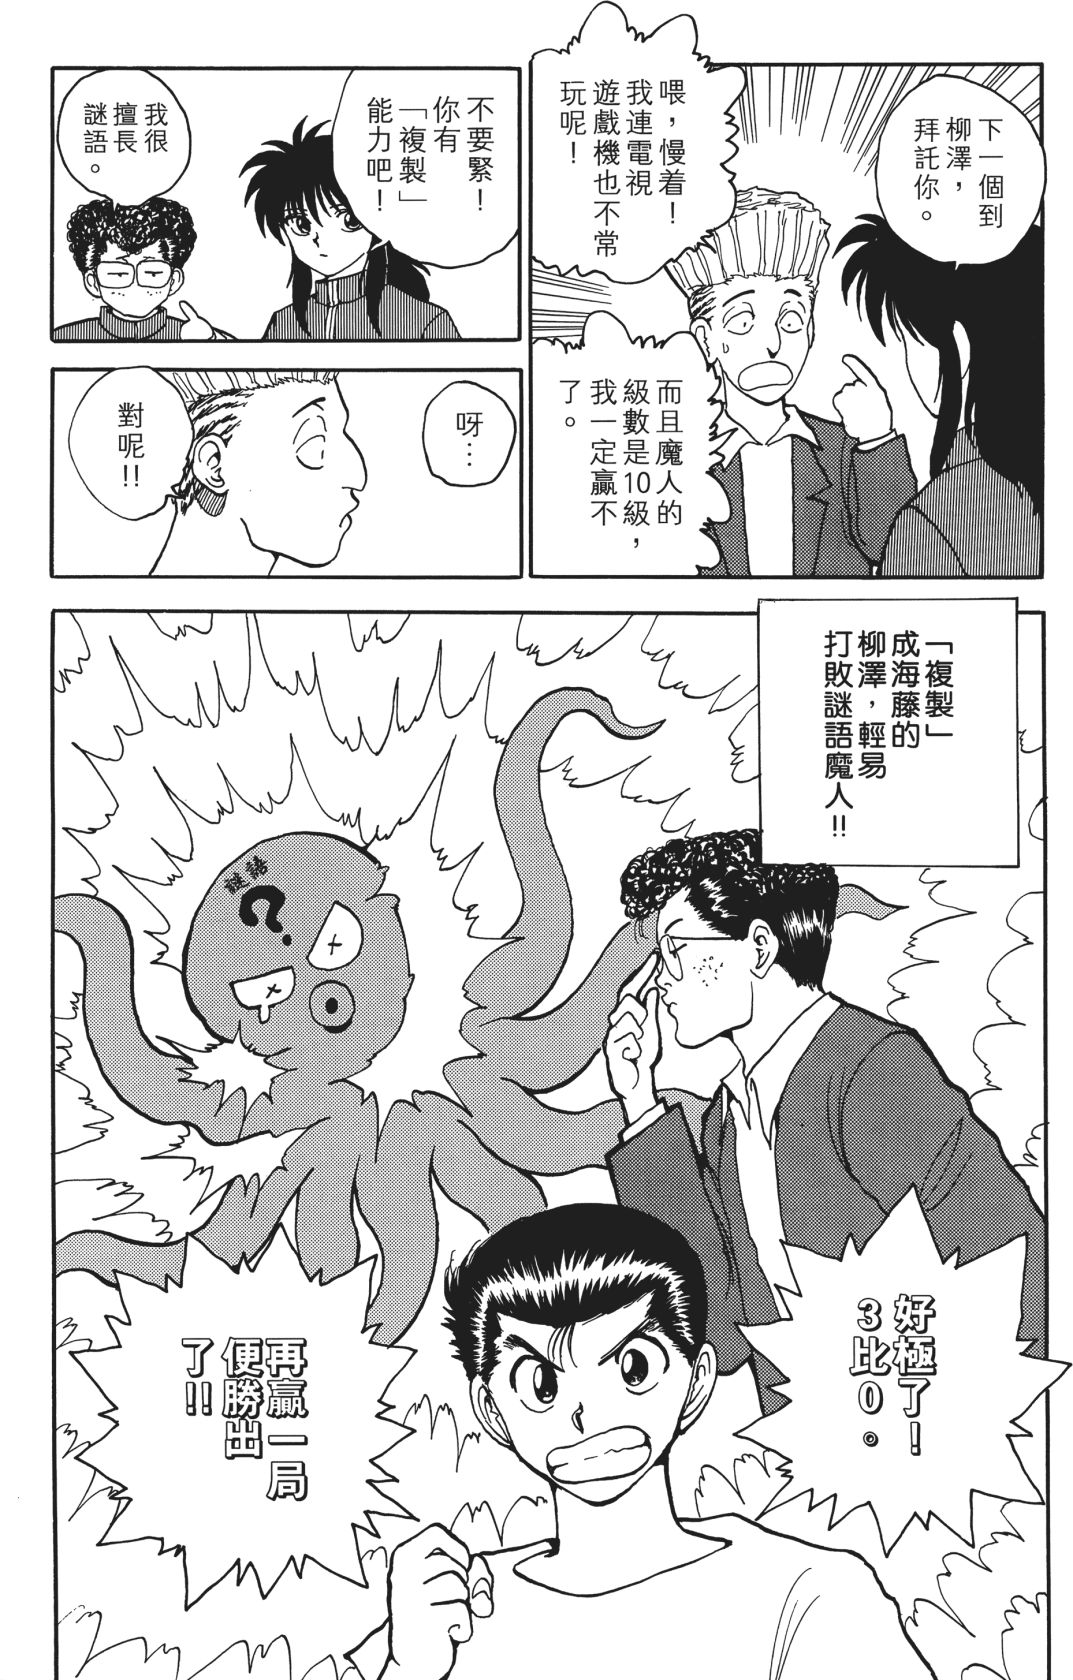 下一個到
柳澤，
拜託你。
喂，慢着！
我連電視
遊戲機也不常
玩呢！
而且魔人的
級數是10級，
我一定贏不
了。
不要緊！
你有
「複製」
能力吧！
我很
擅長
謎語。
呀…
對呢!!
「複製」
成海藤的
柳澤，輕易
打敗謎語魔人!!
謎語
?
好極了！
3比0。
再贏一局
便勝出
了!!